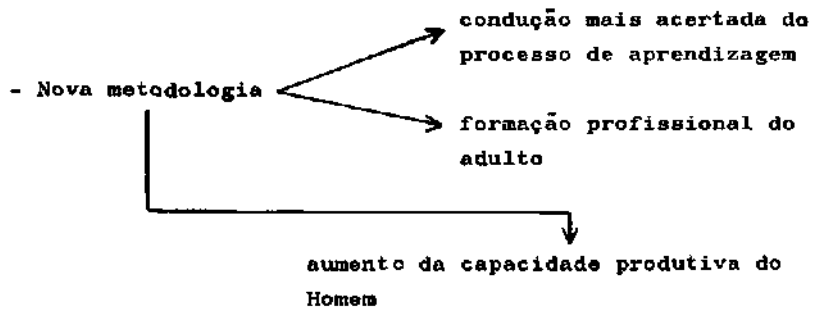 condução mais acertada do
processo de aprendizagem
- Nova metodologia
formação profissional do
adulto
aumento da capacidade produtiva do
Homem